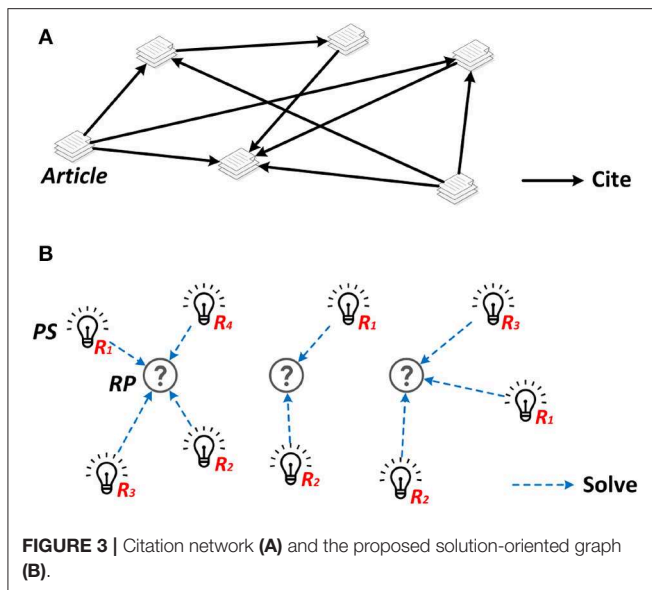 A
Article
Cite
B
PS
R1
R4
R1
R3
RP
?
?
?
R3
R2
R2
R2
R1
Solve
FIGURE 3 | Citation network (A) and the proposed solution-oriented graph
(B).